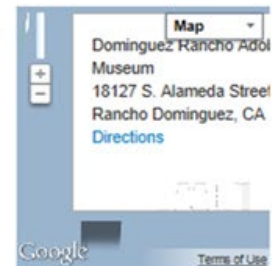 Map
Dominguez Rancho Adob
Museum
18127 S. Alameda Street
Rancho Dominguez, CA
Directions
Google
Terms of Use